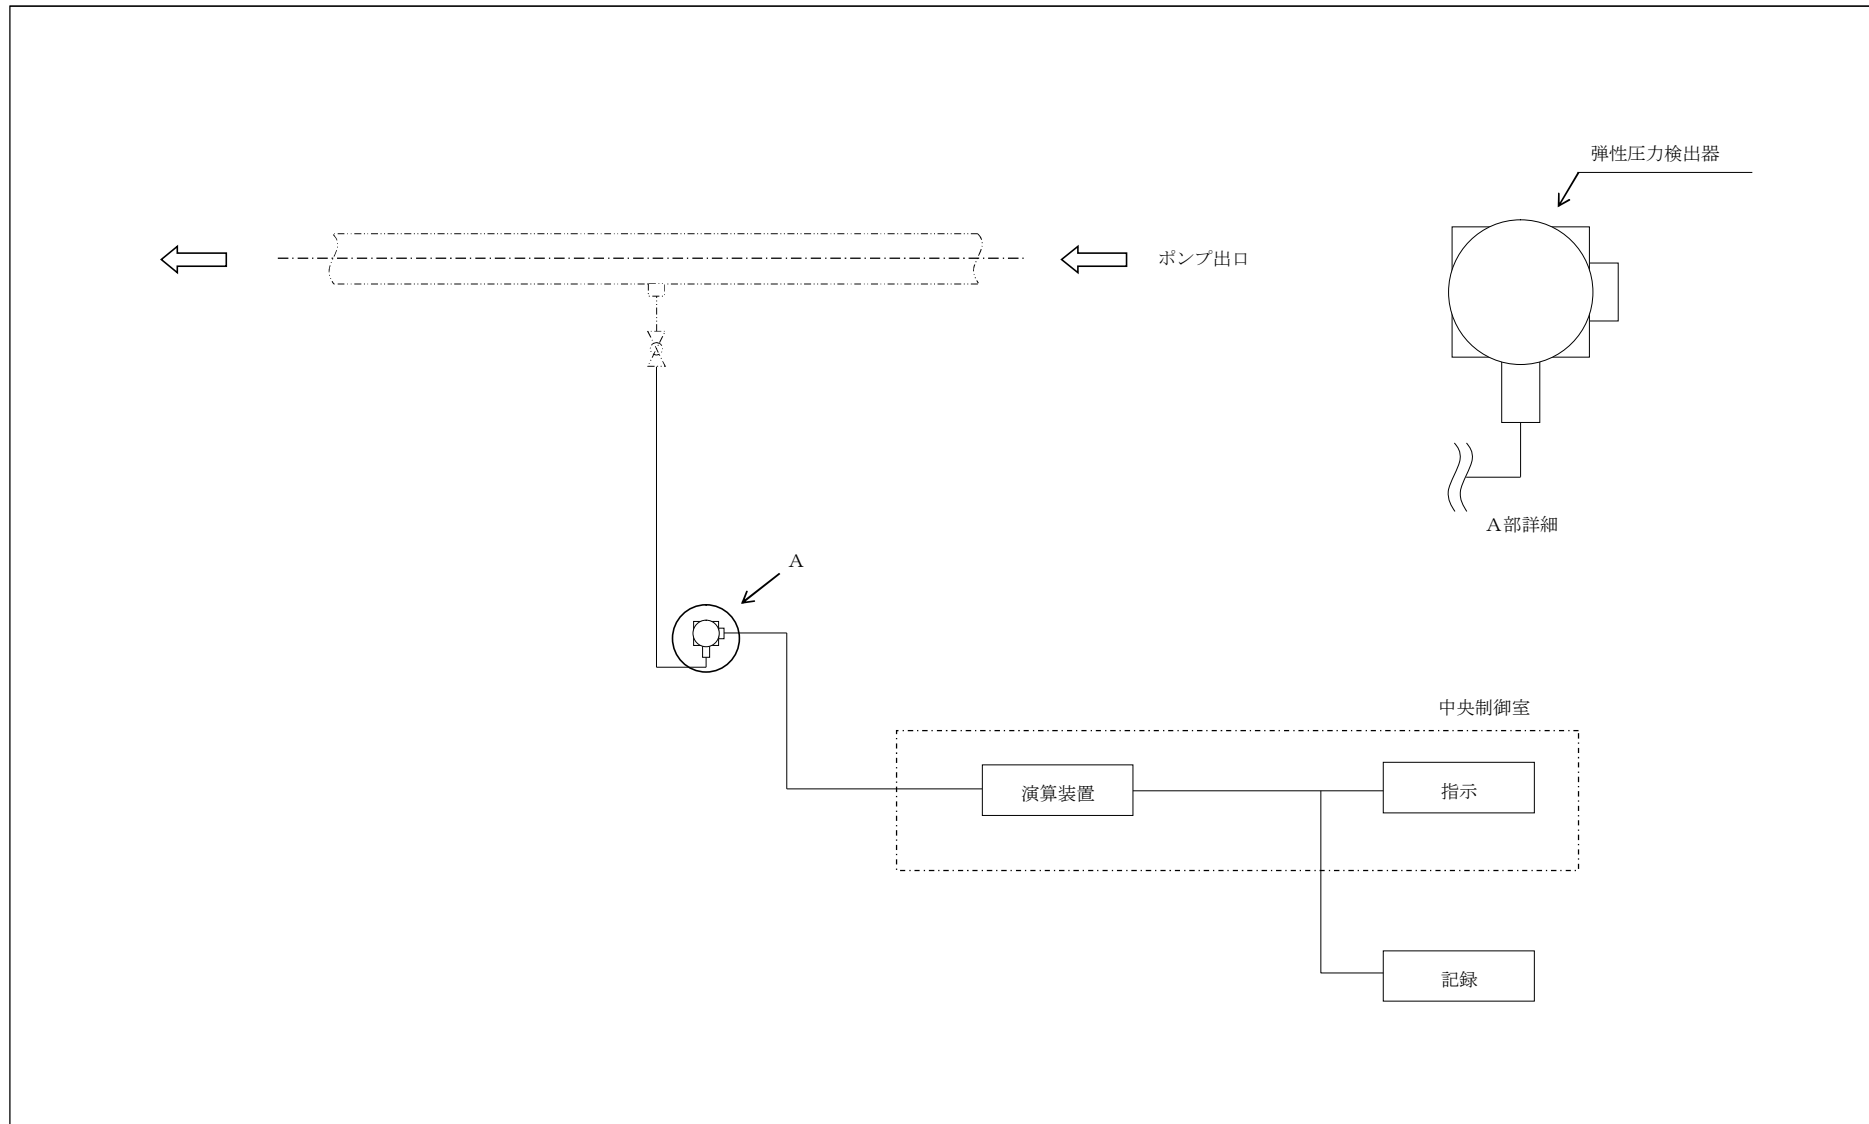 弾性圧力検出器
ポンプ出口
A部詳細
A
中央制御室
演算装置
指示
記録